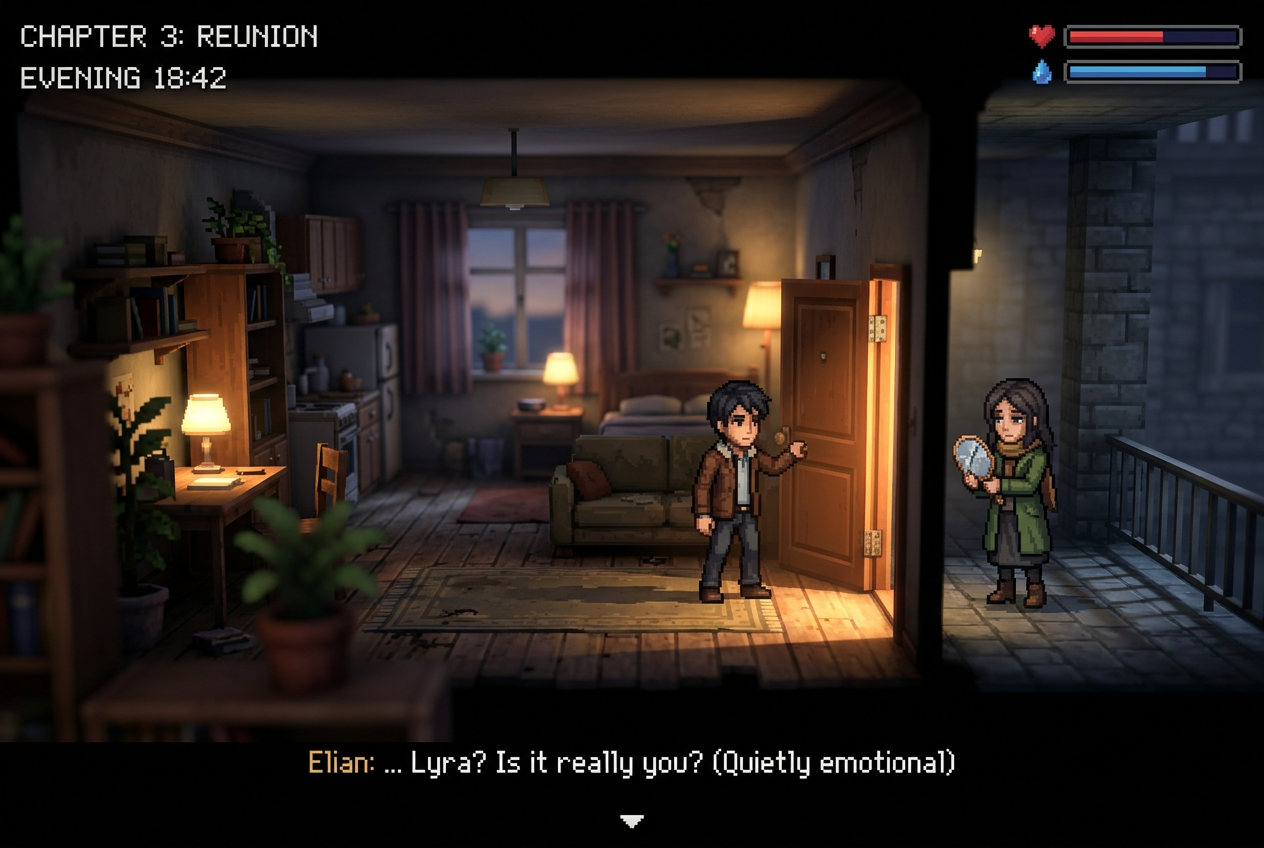 CHAPTER 3: REUNION
EVENING 18:42
Elian: ... Lyra? Is it really you? (Quietly emotional)